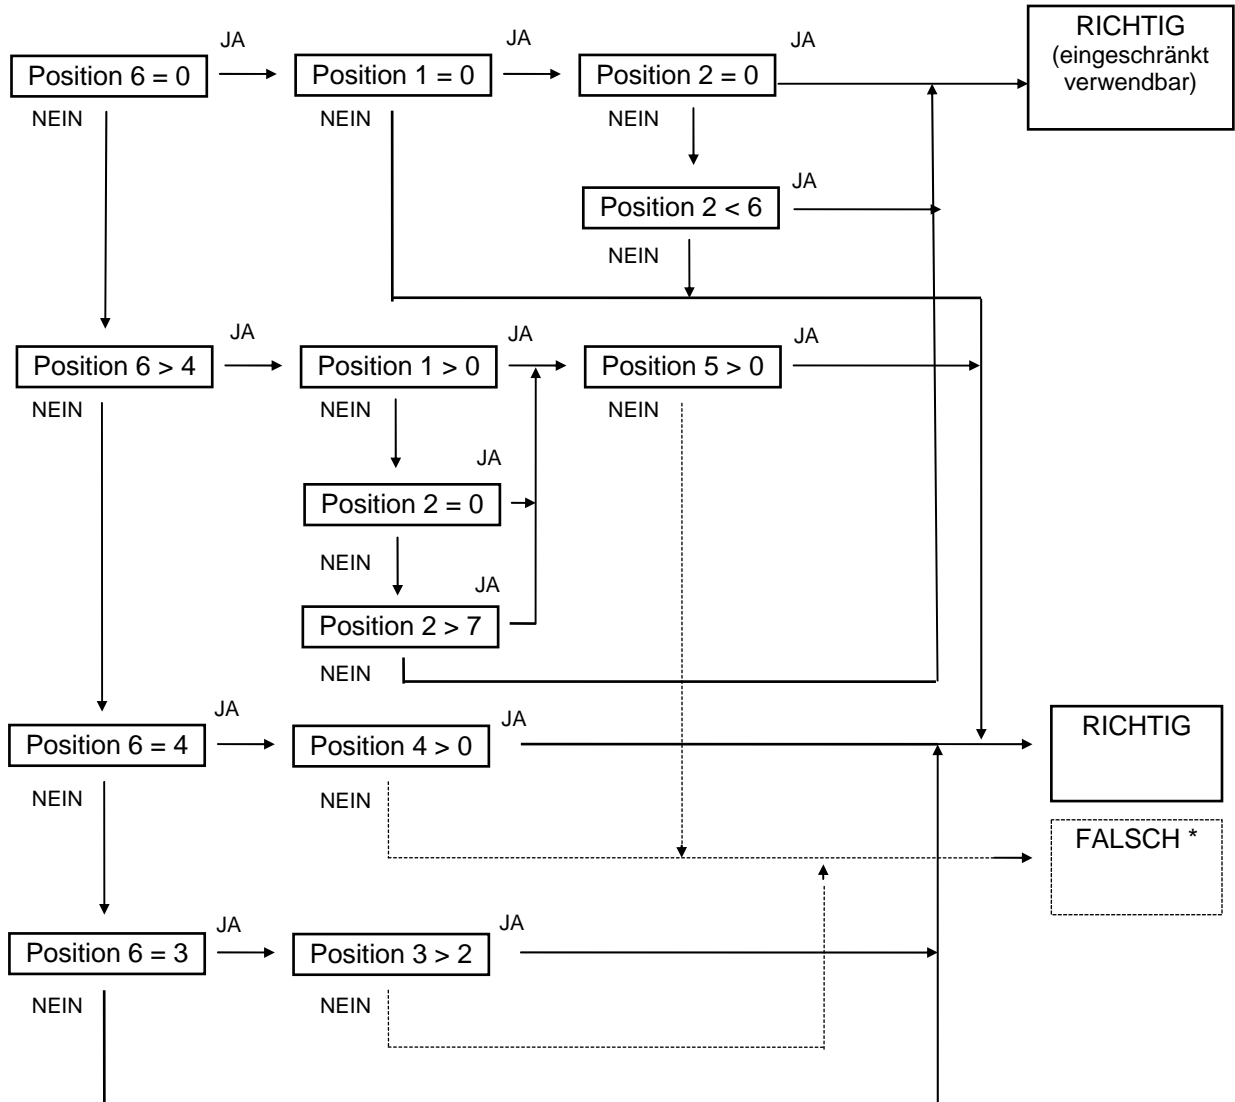 JA
JA
JA
RICHTIG
(eingeschränkt
verwendbar)
Position 6 = 0
Position 1 = 0
Position 2 = 0
NEIN
NEIN
NEIN
JA
Position 2 < 6
NEIN
JA
JA
JA
Position 6 > 4
Position 1 > 0
Position 5 > 0
NEIN
NEIN
NEIN
JA
Position 2 = 0
NEIN
JA
Position 2 > 7
NEIN
JA
JA
RICHTIG
Position 6 = 4
Position 4 > 0
NEIN
NEIN
FALSCH *
JA
JA
Position 6 = 3
Position 3 > 2
NEIN
NEIN